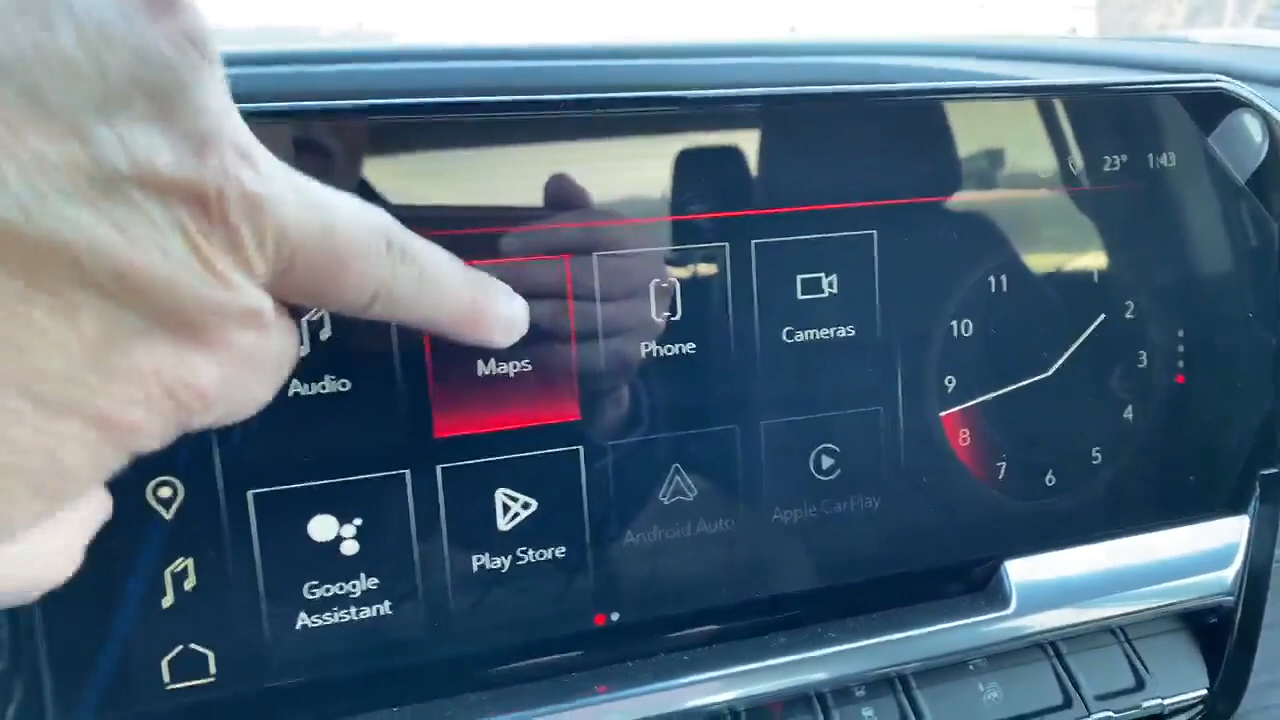 23° 1:43
Audio
Maps
Phone
Cameras
Google
Assistant
Play Store
Android Auto
Apple CarPlay
11
1
10
2
9
3
8
4
7
6
5